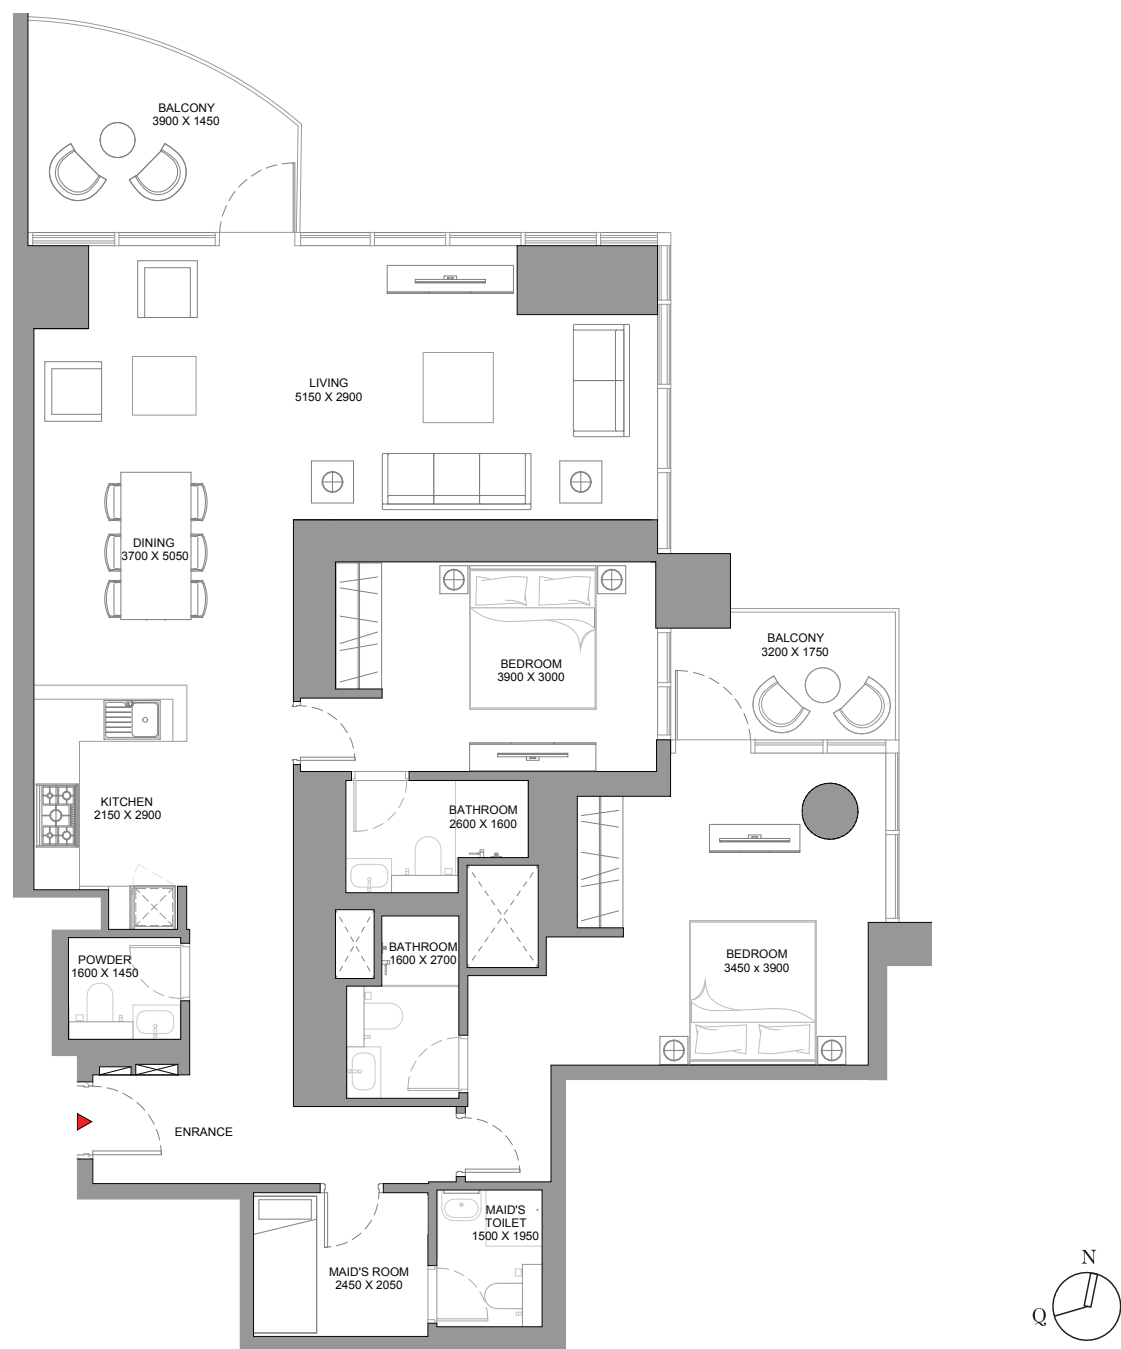 BALCONY
3900 X 1450
LIVING
5150 X 2900
DINING
3700 X 5050
BEDROOM
3900 X 3000
BALCONY
3200 X 1750
KITCHEN
2150 X 2900
BATHROOM
2600 X 1600
BATHROOM
1600 X 2700
BEDROOM
3450 x 3900
POWDER
1600 X 1450
ENRANCE
MAID'S
TOILET
1500 X 1950
MAID'S ROOM
2450 X 2050
N
Q